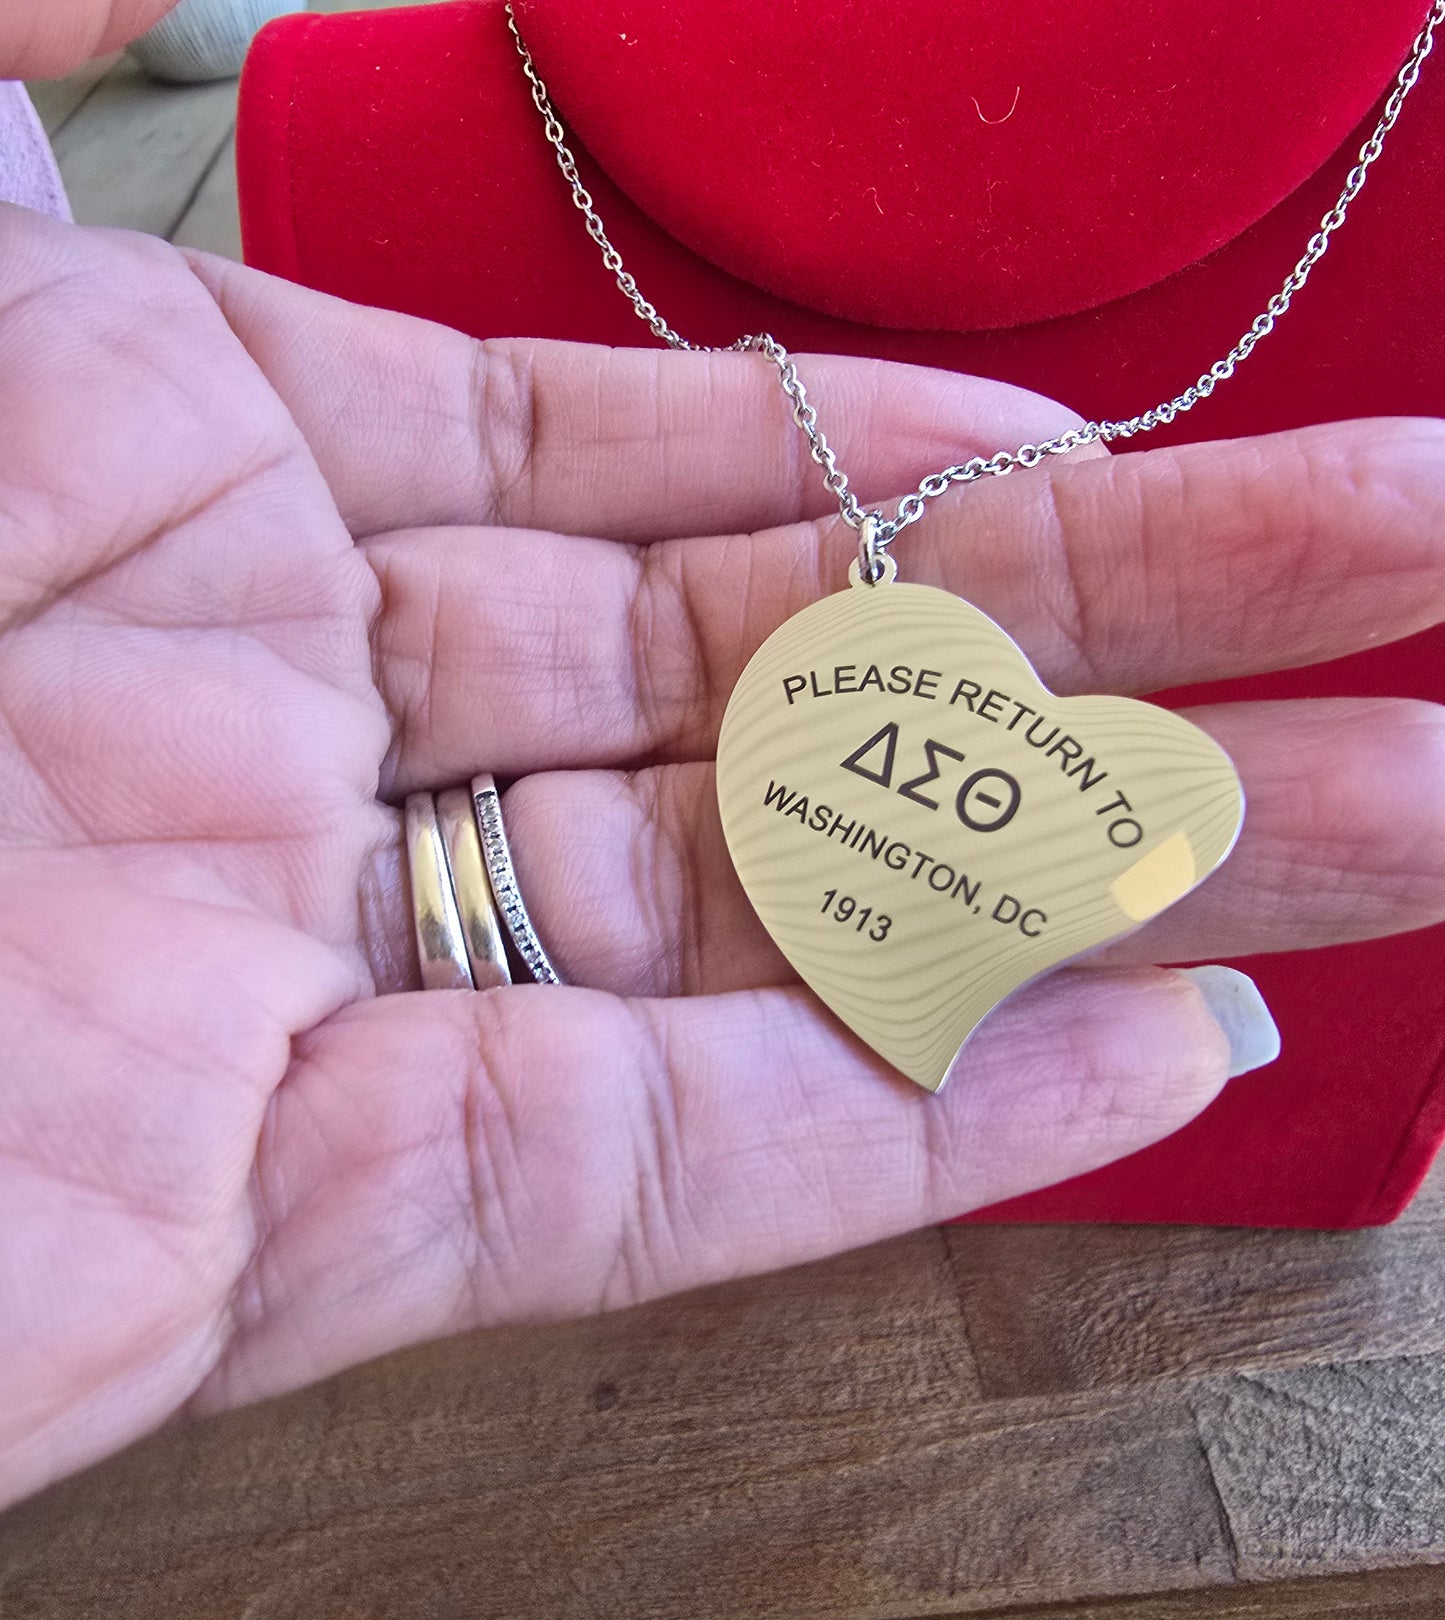 PLEASE RETURN TO
ΔΣΘ
WASHINGTON, DC
1913